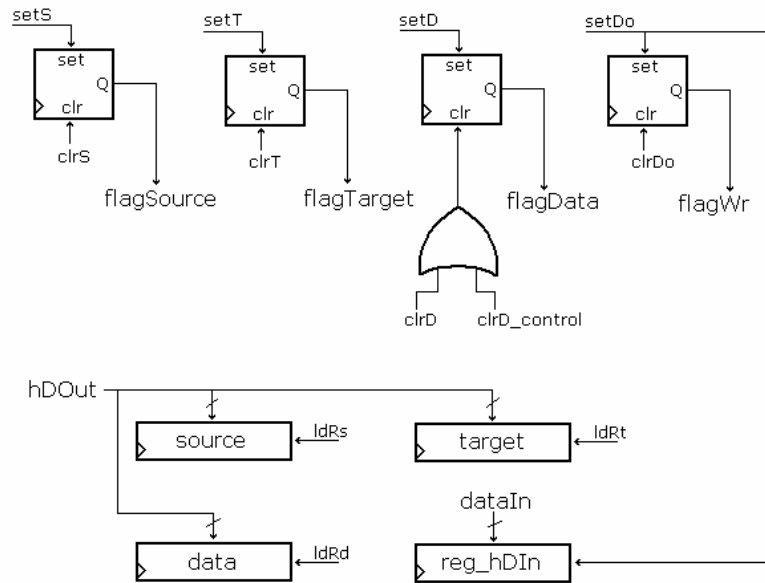 setS setT setD setDo
set set set set
Q Q Q Q
clr clr clr clr
clrS clrT clrDo
flagSource flagTarget flagData flagWr
clrD clrD_control
hDOut
source ldRs target ldRt
dataIn
data ldRd reg_hDIn